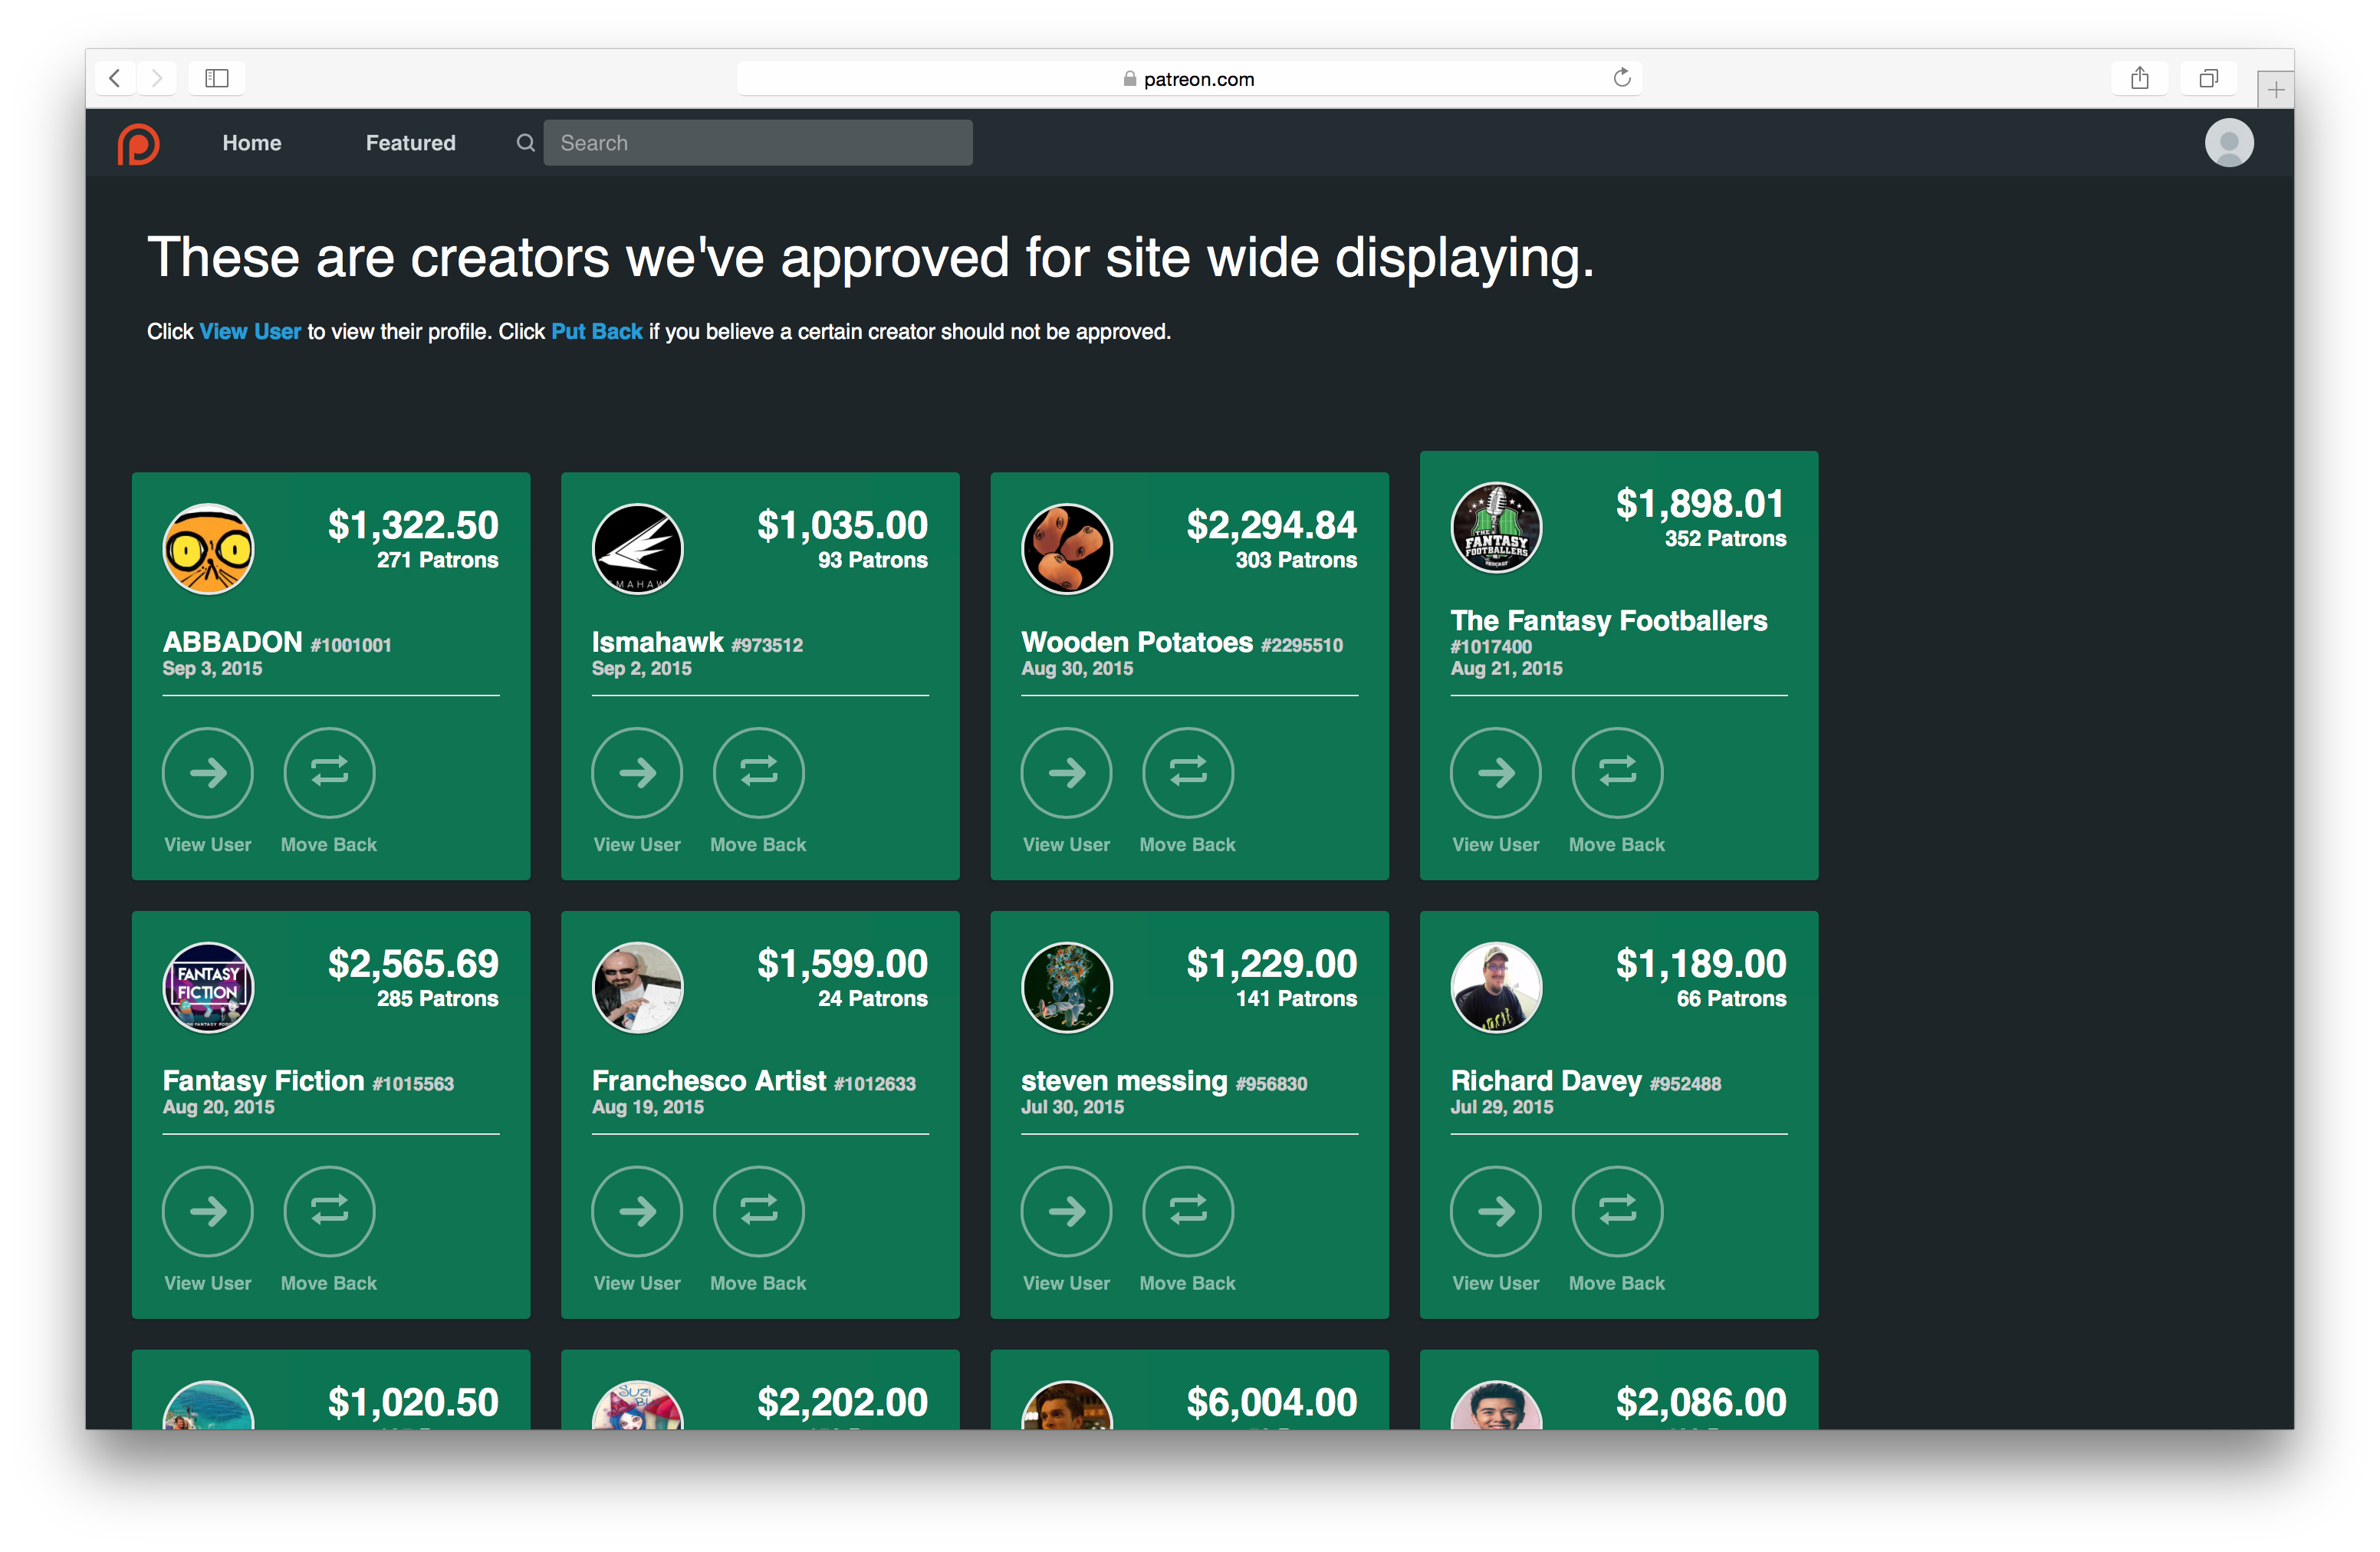 patreon.com
Home
Featured
Search
These are creators we've approved for site wide displaying.
Click View User to view their profile. Click Put Back if you believe a certain creator should not be approved.
$1,322.50
271 Patrons
ABBADON #1001001
Sep 3, 2015
View User
Move Back
MAHAW
$1,035.00
93 Patrons
Ismahawk #973512
Sep 2, 2015
View User
Move Back
$2,294.84
303 Patrons
Wooden Potatoes #2295510
Aug 30, 2015
View User
Move Back
THE
FANTASY
FOOTBALLERS
PODCAST
$1,898.01
352 Patrons
The Fantasy Footballers
#1017400
Aug 21, 2015
View User
Move Back
FANTASY
FICTION
$2,565.69
285 Patrons
Fantasy Fiction #1015563
Aug 20, 2015
View User
Move Back
$1,599.00
24 Patrons
Franchesco Artist #1012633
Aug 19, 2015
View User
Move Back
$1,229.00
141 Patrons
steven messing #956830
Jul 30, 2015
View User
Move Back
$1,189.00
66 Patrons
Richard Davey #952488
Jul 29, 2015
View User
Move Back
$1,020.50
$2,202.00
$6,004.00
$2,086.00